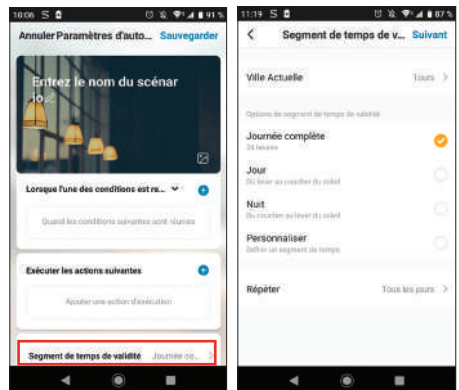 10:06 S 91%
Annuler Paramètres d'auto... Sauvegarder
Entrez le nom du scénar
io
Lorsque l'une des conditions est re...
Quand les conditions suivantes sont réunies
Exécuter les actions suivantes
Ajouter une action d'exécution
Segment de temps de validité Journée co... >
11:19 S 87%
< Segment de temps de v... Suivant
Ville Actuelle Tours >
Options de segment de temps de validité
Journée complète
24 heures
Jour
Du lever au coucher du soleil
Nuit
Du coucher au lever du soleil
Personnaliser
Définir un segment de temps
Répéter Tous les jours >